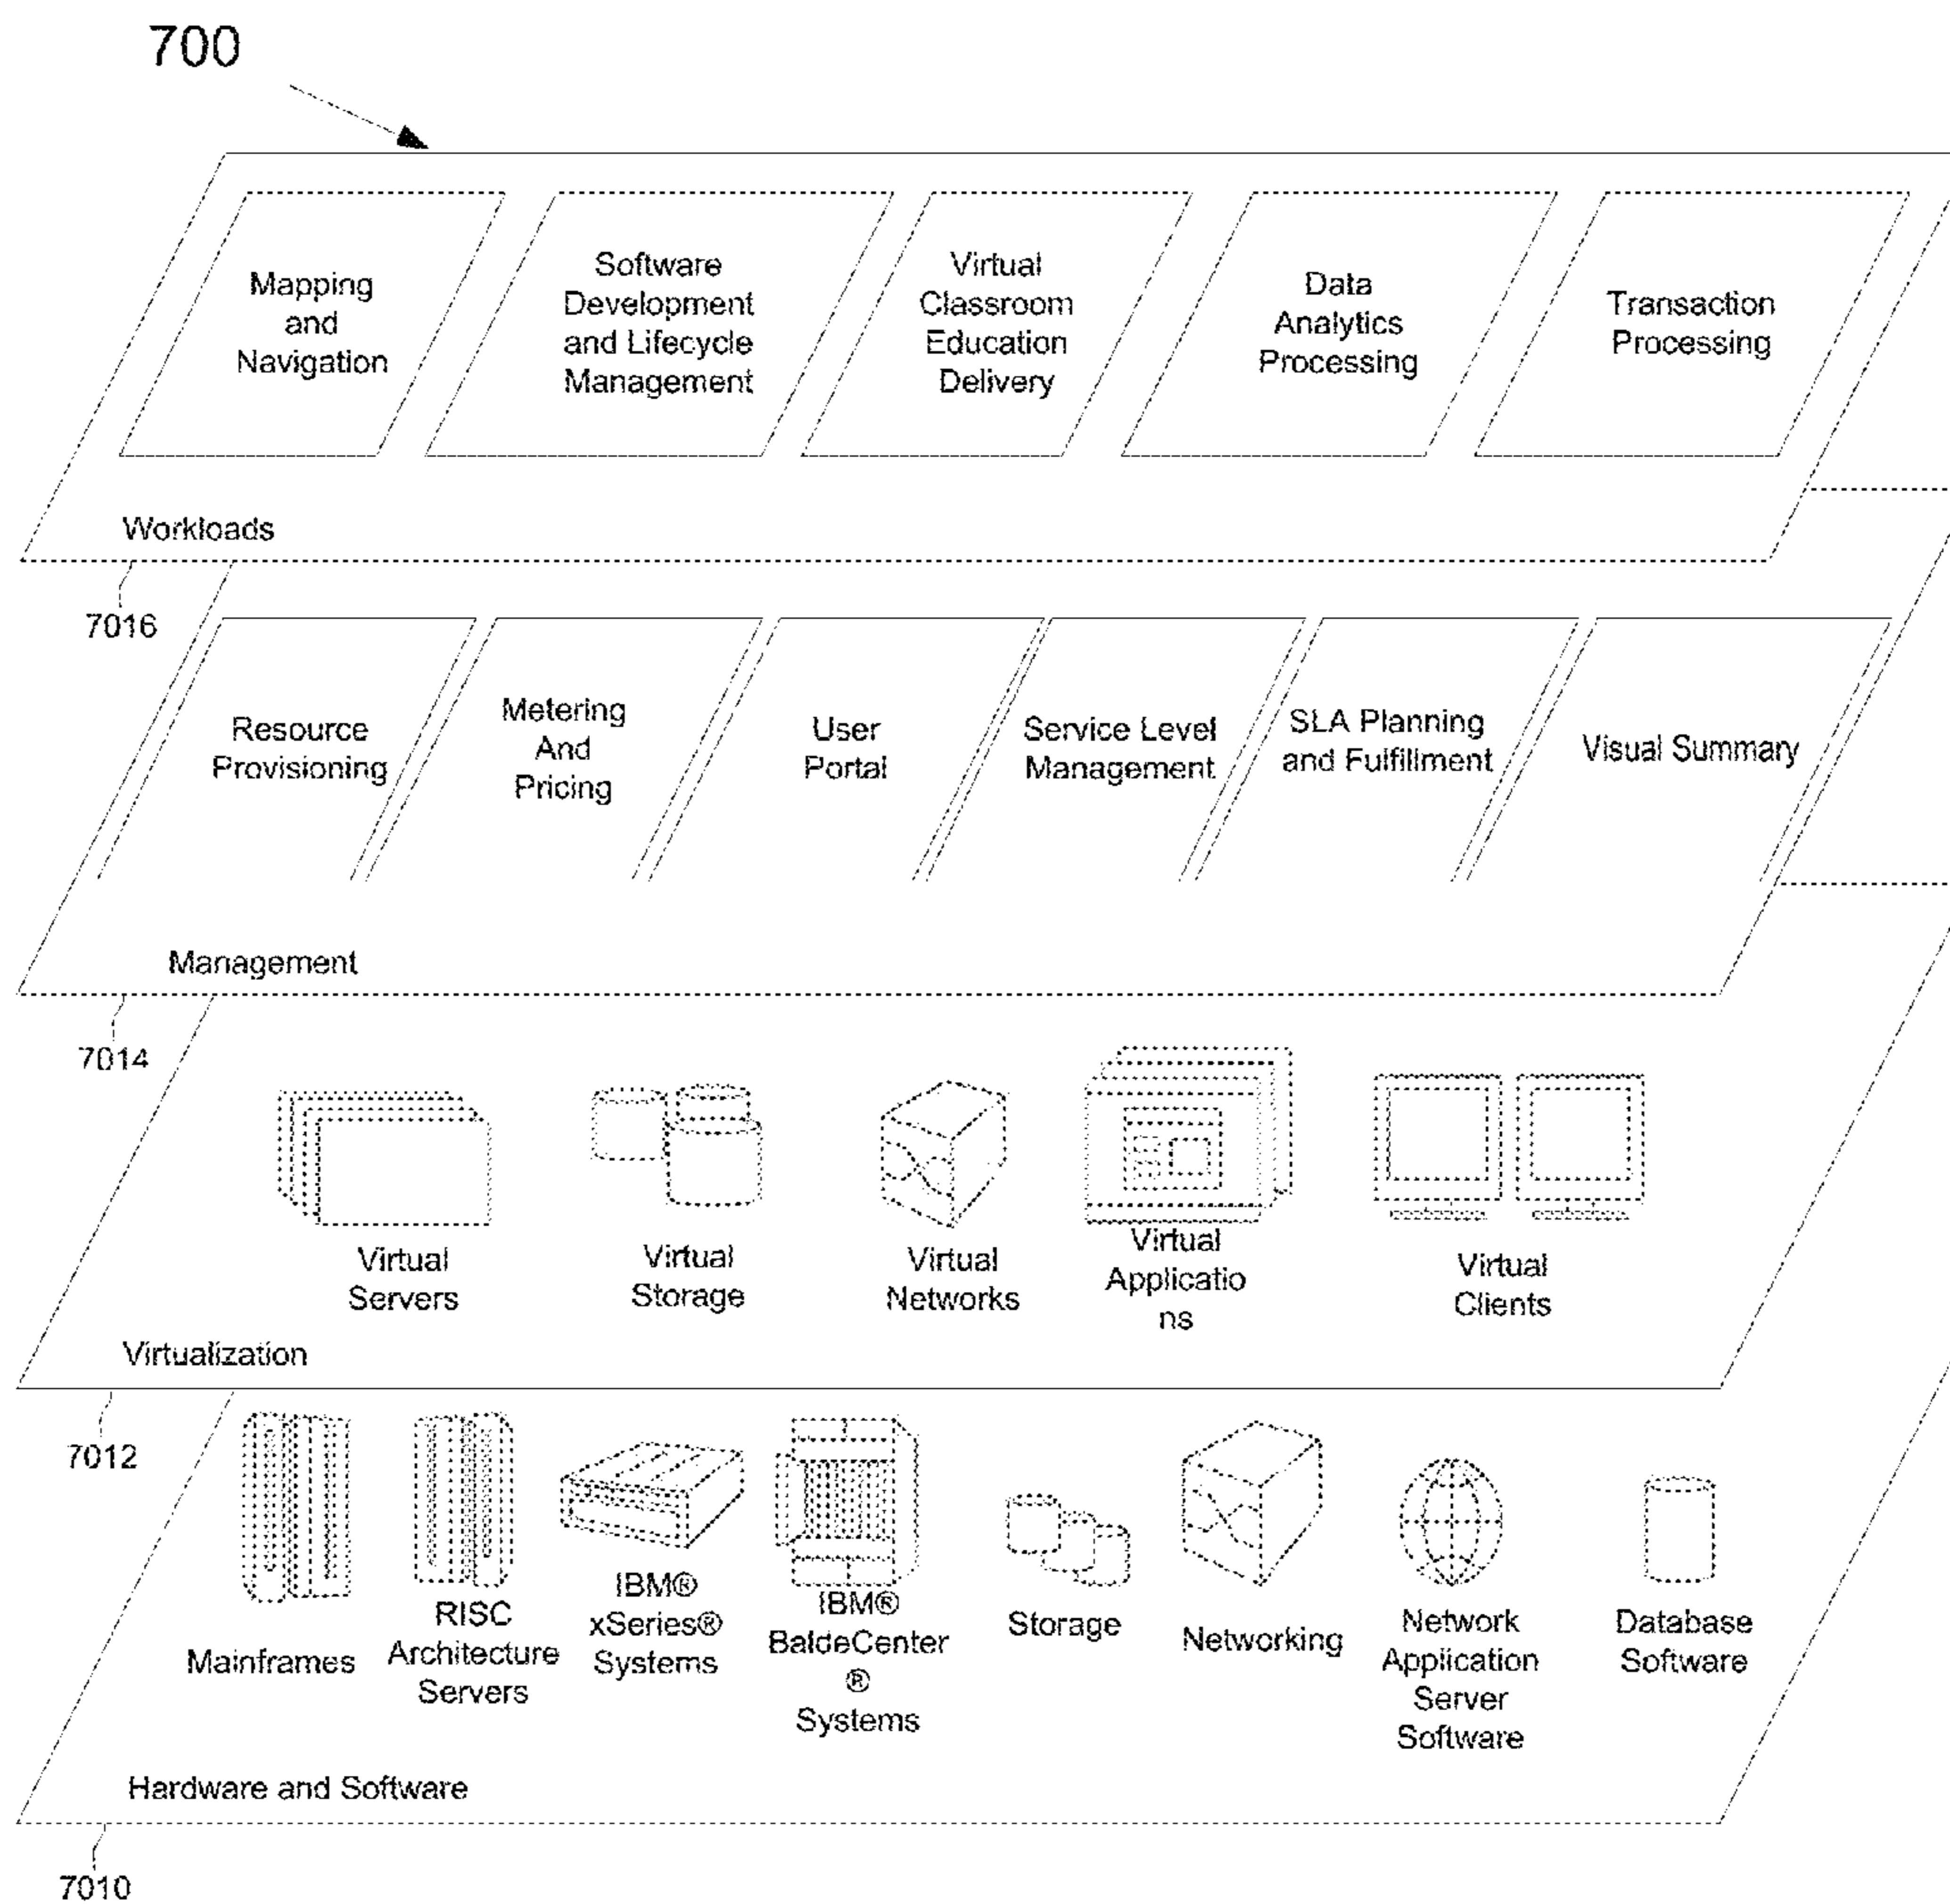 700
Mapping
and
Navigation
Software
Development
and Lifecycle
Management
Virtual
Classroom
Education
Delivery
Data
Analytics
Processing
Transaction
Processing
Workloads
7016
Resource
Provisioning
Metering
And
Pricing
User
Portal
Service Level
Management
SLA Planning
and Fulfillment
Visual Summary
Management
7014
Virtual
Servers
Virtual
Storage
Virtual
Networks
Virtual
Applicatio
ns
Virtual
Clients
Virtualization
7012
Mainframes
RISC
Architecture
Servers
IBM®
xSeries®
Systems
IBM®
BaldeCenter
®
Systems
Storage
Networking
Network
Application
Server
Software
Database
Software
Hardware and Software
7010